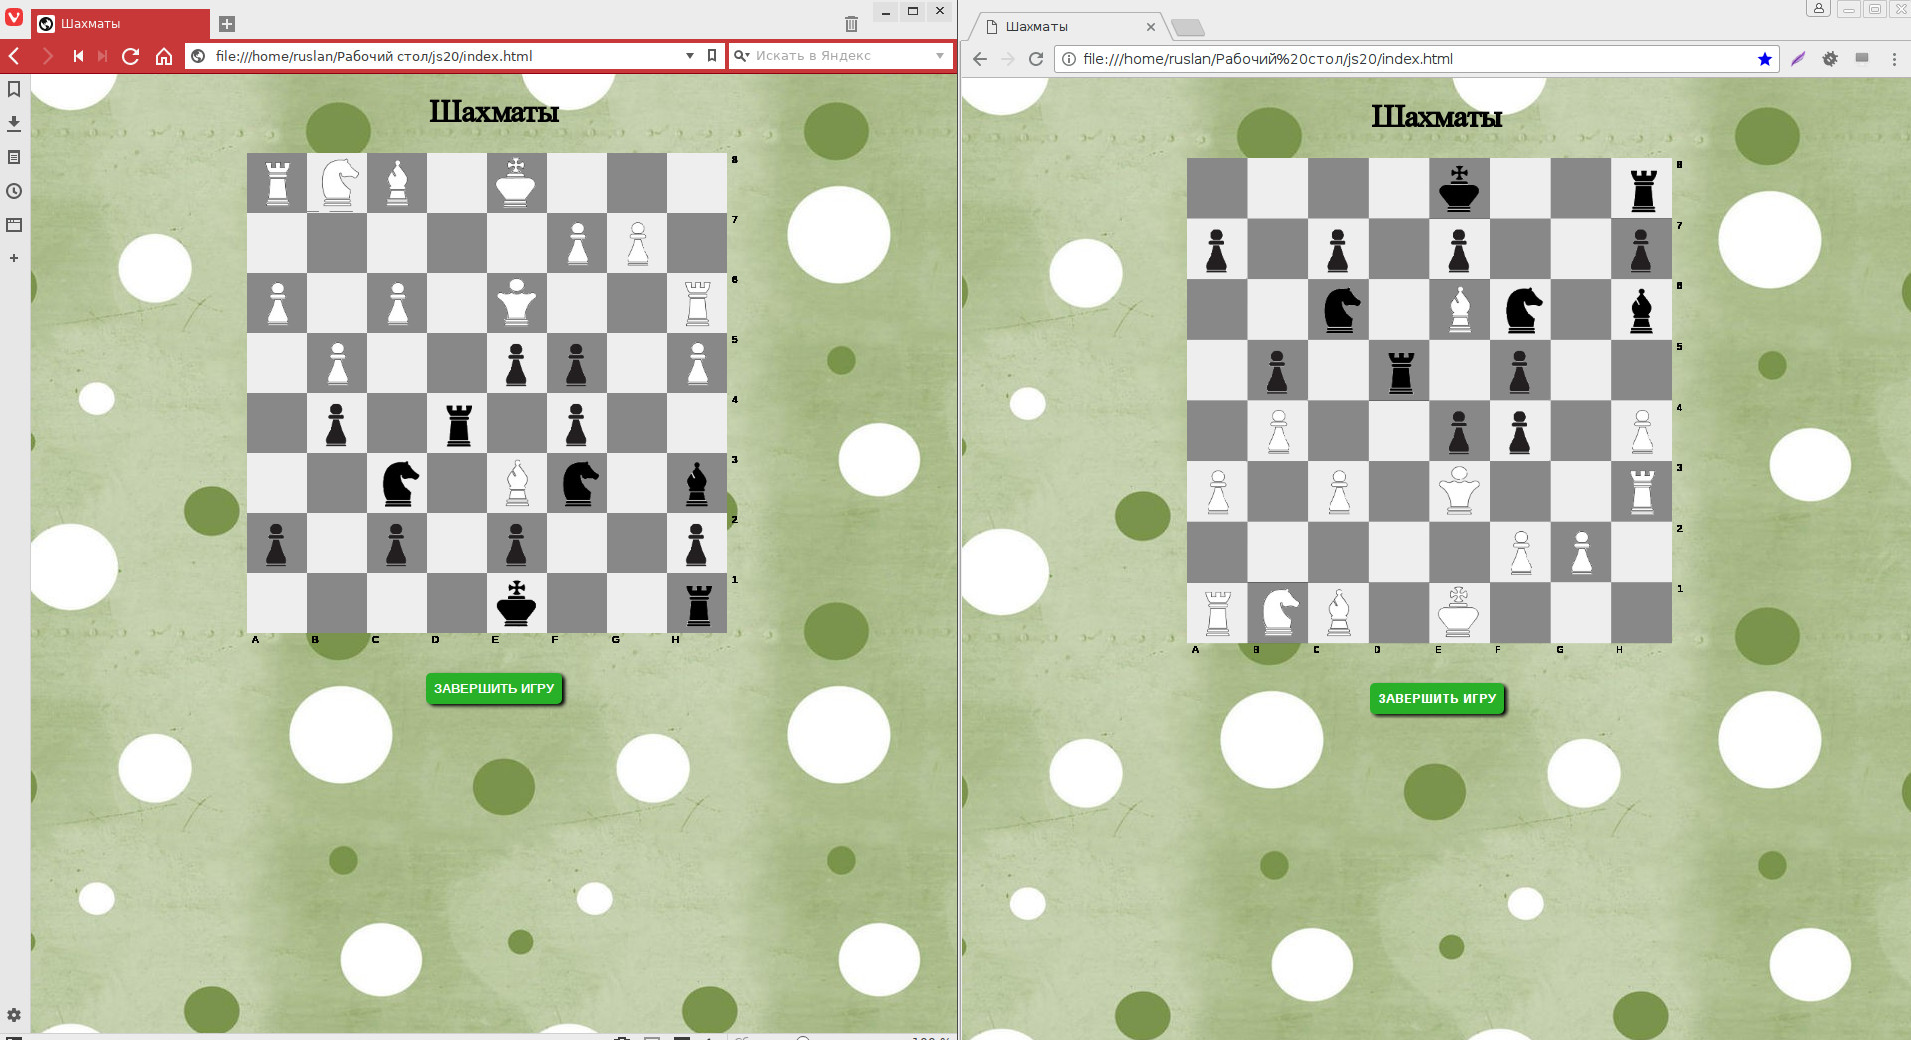 Шахматы
file:///home/ruslan/Рабочий стол/js20/index.html
Искать в Яндекс
Шахматы
8
7
6
5
4
3
2
1
A B C D E F G H
ЗАВЕРШИТЬ ИГРУ
Шахматы
file:///home/ruslan/Рабочий%20стол/js20/index.html
Шахматы
8
7
6
5
4
3
2
1
A B C D E F G H
ЗАВЕРШИТЬ ИГРУ